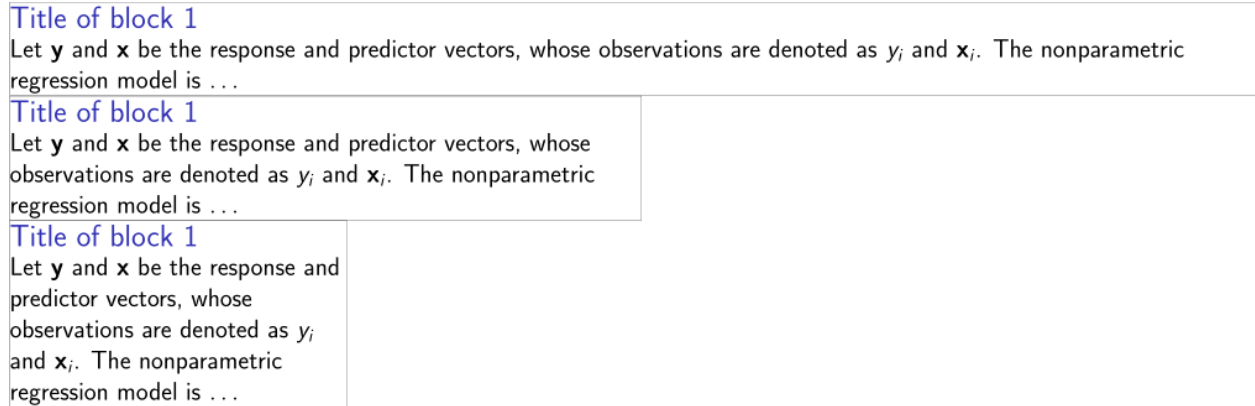 Title of block 1
Let y and x be the response and predictor vectors, whose observations are denoted as yᵢ and xᵢ. The nonparametric
regression model is . . .
Title of block 1
Let y and x be the response and predictor vectors, whose
observations are denoted as yᵢ and xᵢ. The nonparametric
regression model is . . .
Title of block 1
Let y and x be the response and
predictor vectors, whose
observations are denoted as yᵢ
and xᵢ. The nonparametric
regression model is . . .